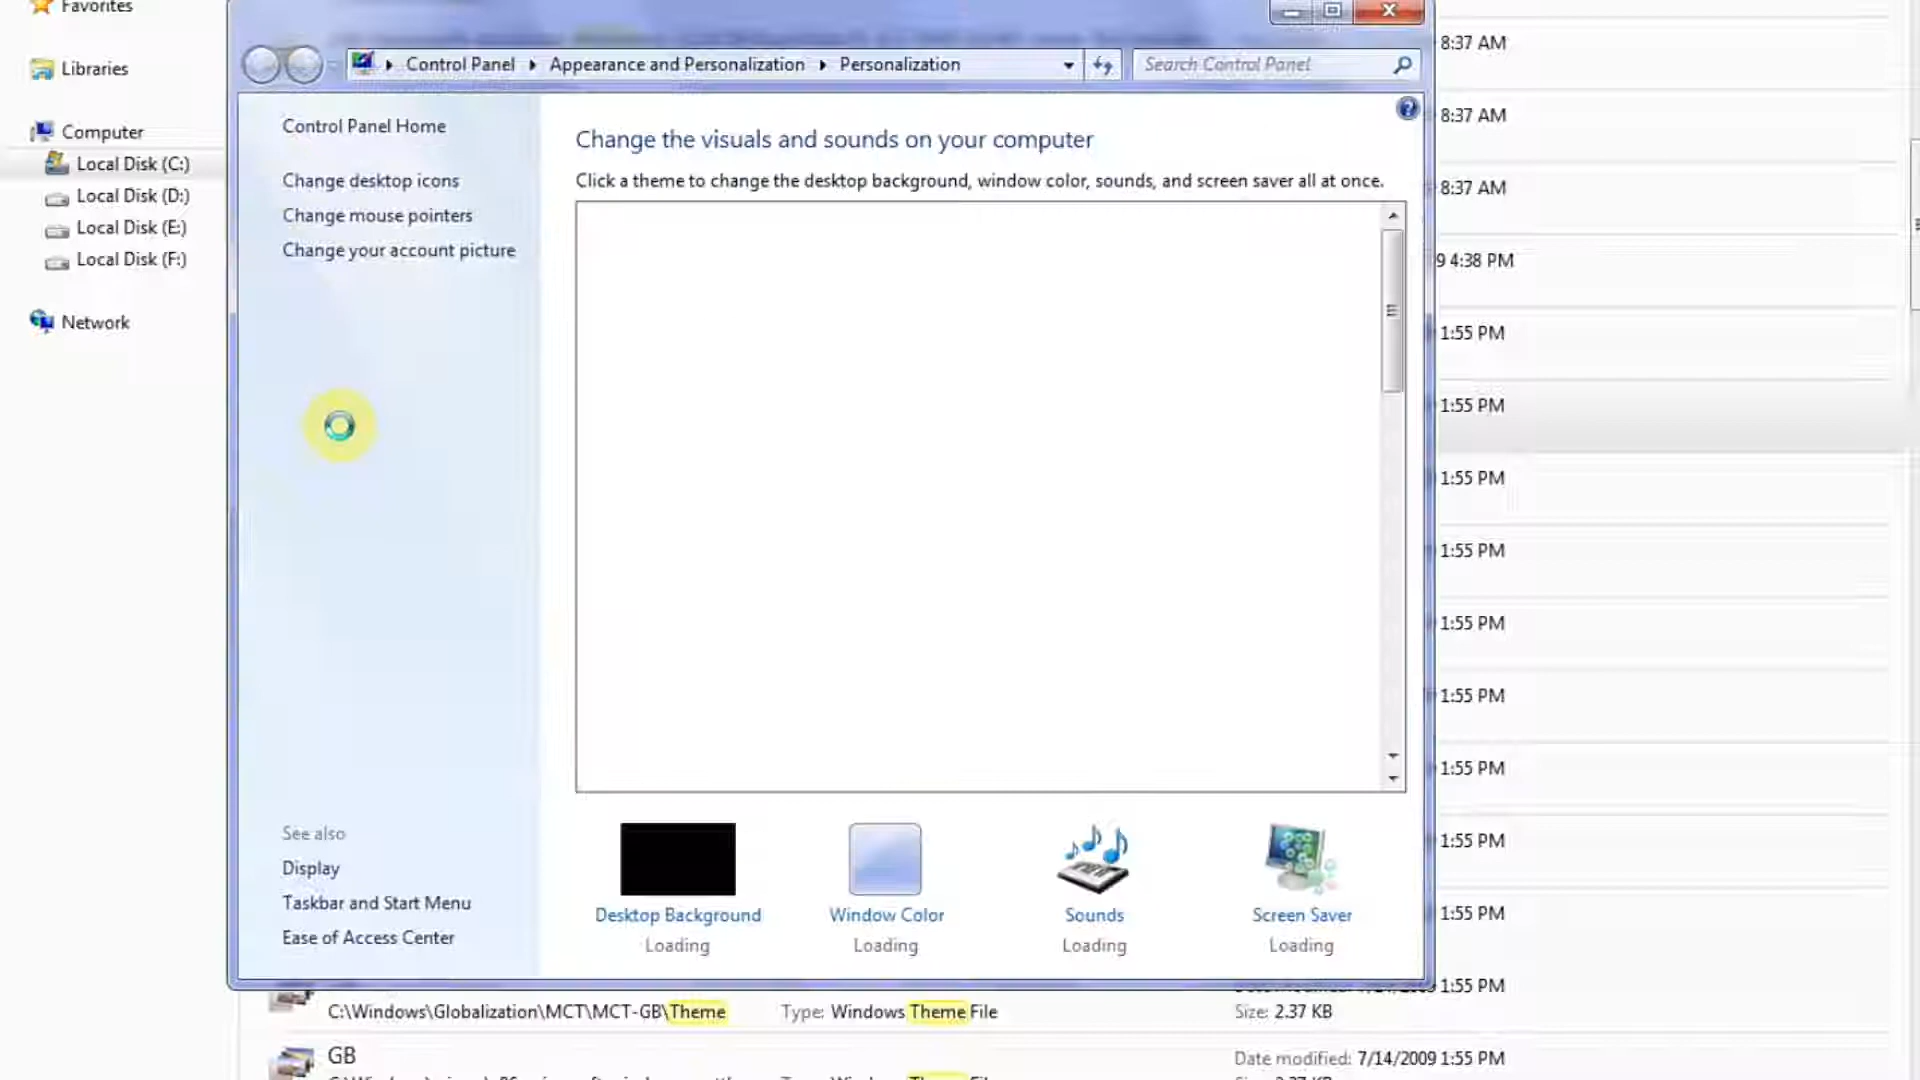 Favorites
Libraries
Computer
Local Disk (C:)
Local Disk (D:)
Local Disk (E:)
Local Disk (F:)
Network
Control Panel
Appearance and Personalization
Personalization
Search Control Panel
Control Panel Home
Change desktop icons
Change mouse pointers
Change your account picture
See also
Display
Taskbar and Start Menu
Ease of Access Center
Change the visuals and sounds on your computer
Click a theme to change the desktop background, window color, sounds, and screen saver all at once.
Desktop Background
Loading
Window Color
Loading
Sounds
Loading
Screen Saver
Loading
8:37 AM
8:37 AM
8:37 AM
9 4:38 PM
1:55 PM
1:55 PM
1:55 PM
1:55 PM
1:55 PM
1:55 PM
1:55 PM
1:55 PM
1:55 PM
1:55 PM
C:\Windows\Globalization\MCT\MCT-GB\Theme
Type: Windows Theme File
Size: 2.37 KB
GB
Date modified: 7/14/2009 1:55 PM